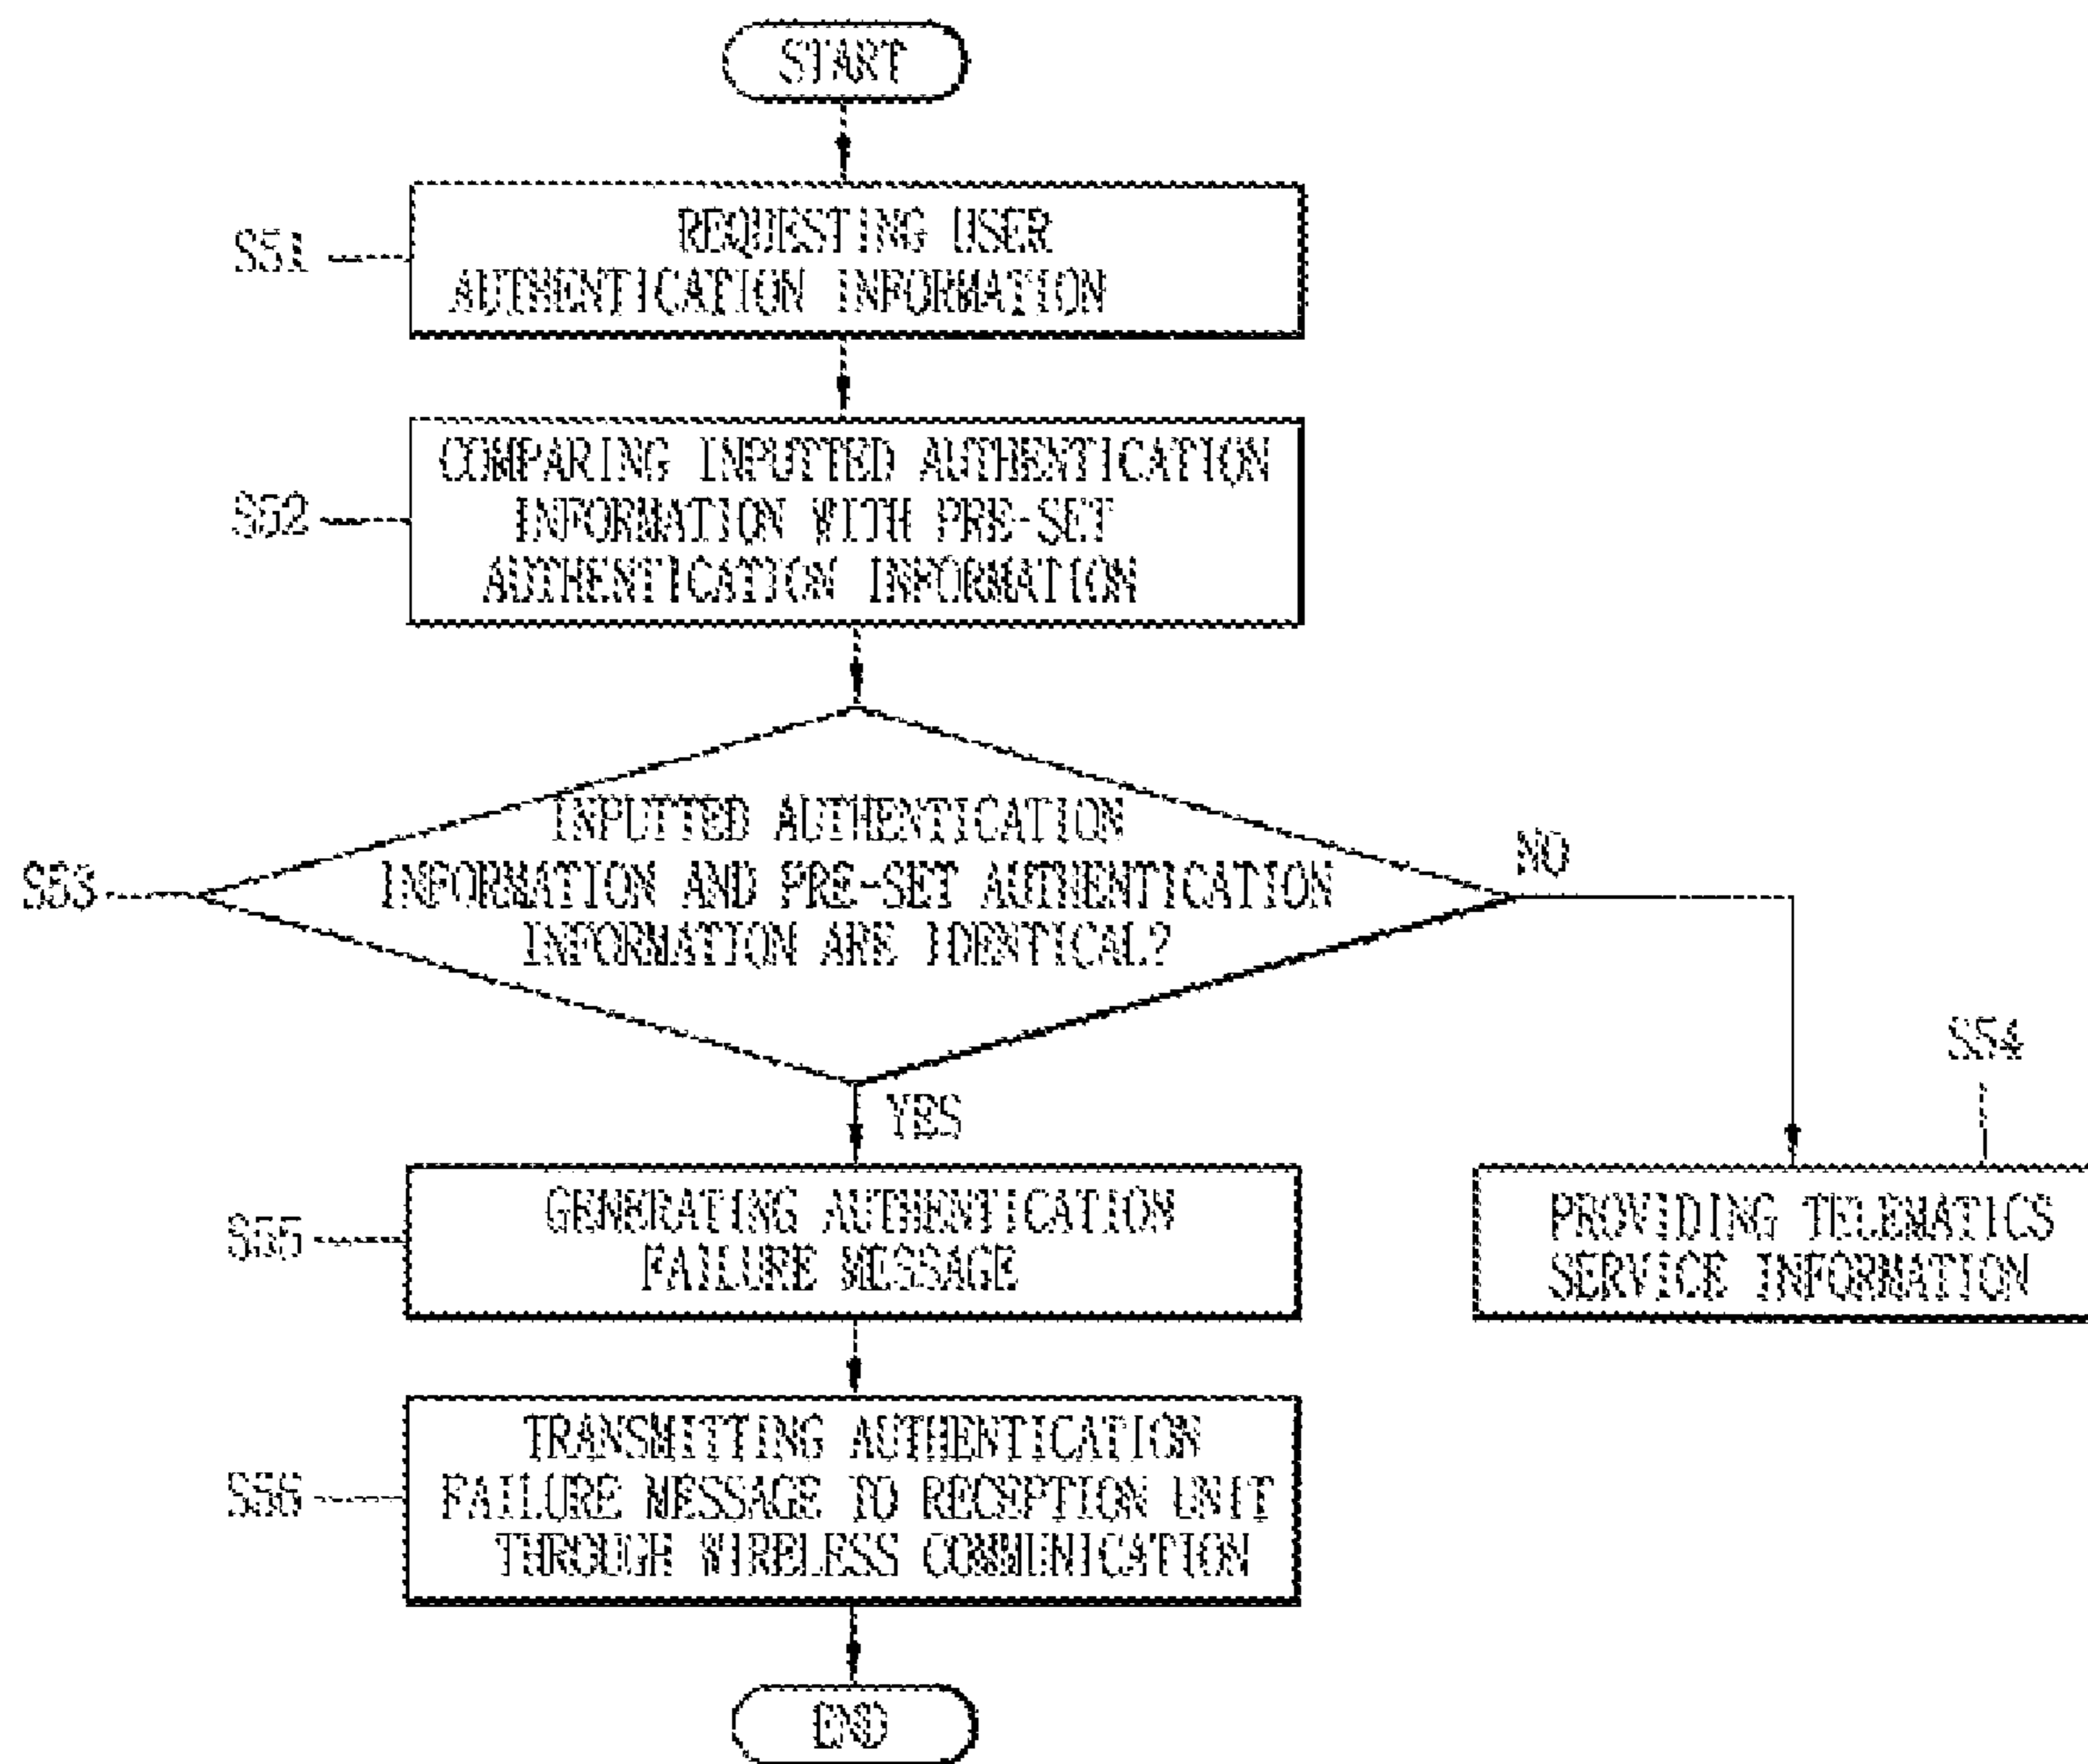 START
S51
REQUESTING USER
AUTHENTICATION INFORMATION
S52
COMPARING INPUTTED AUTHENTICATION
INFORMATION WITH PRE-SET
AUTHENTICATION INFORMATION
S53
INPUTTED AUTHENTICATION
INFORMATION AND PRE-SET AUTHENTICATION
INFORMATION ARE IDENTICAL?
NO
YES
S54
PROVIDING TELEMATICS
SERVICE INFORMATION
S55
GENERATING AUTHENTICATION
FAILURE MESSAGE
S56
TRANSMITTING AUTHENTICATION
FAILURE MESSAGE TO RECEPTION UNIT
THROUGH WIRELESS COMMUNICATION
END